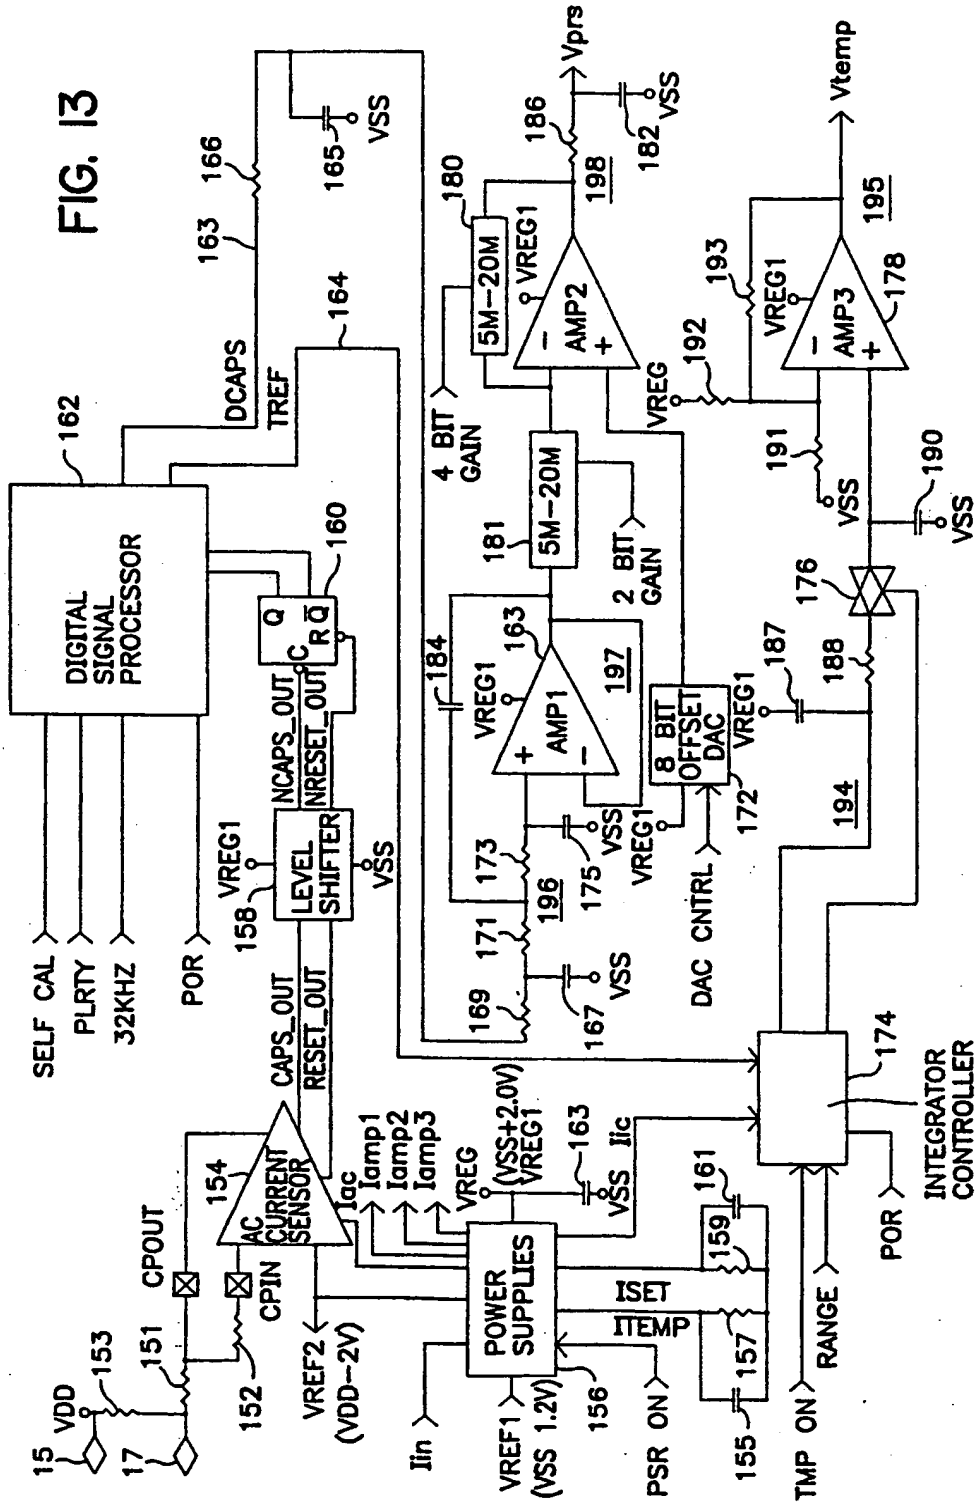 FIG. 13
SELF CAL
PLRTY
32KHZ
POR
DIGITAL
SIGNAL
PROCESSOR
162
DCAPS
TREF
163
166
164
165
VSS
Q
C
R
Q̅
160
NCAPS_OUT
NRESET_OUT
VREG1
158
LEVEL
SHIFTER
VSS
CAPS_OUT
RESET_OUT
15
17
VDD
153
151
152
CPOUT
CPIN
154
AC
CURRENT
SENSOR
Iac
Iamp1
Iamp2
Iamp3
VREF2
(VDD-2V)
Iin
VREF1
(VSS 1.2V)
PSR ON
156
POWER
SUPPLIES
VREG
(VSS+2.0V)
VREG1
163
VSS
Iic
ISET
ITEMP
155
157
159
161
169
167
VSS
171
196
173
175
VSS
184
VREG1
163
+
-
AMP1
197
181
5M-20M
2 BIT
GAIN
4 BIT
GAIN
180
5M-20M
VREG1
-
+
AMP2
198
186
182
VSS
Vprs
VREG1
8 BIT
OFFSET
DAC
172
DAC CNTRL
VREG1
187
188
194
176
190
VSS
VSS
191
VREG
192
193
VREG1
-
+
AMP3
178
195
Vtemp
TMP ON
RANGE
POR
174
INTEGRATOR
CONTROLLER